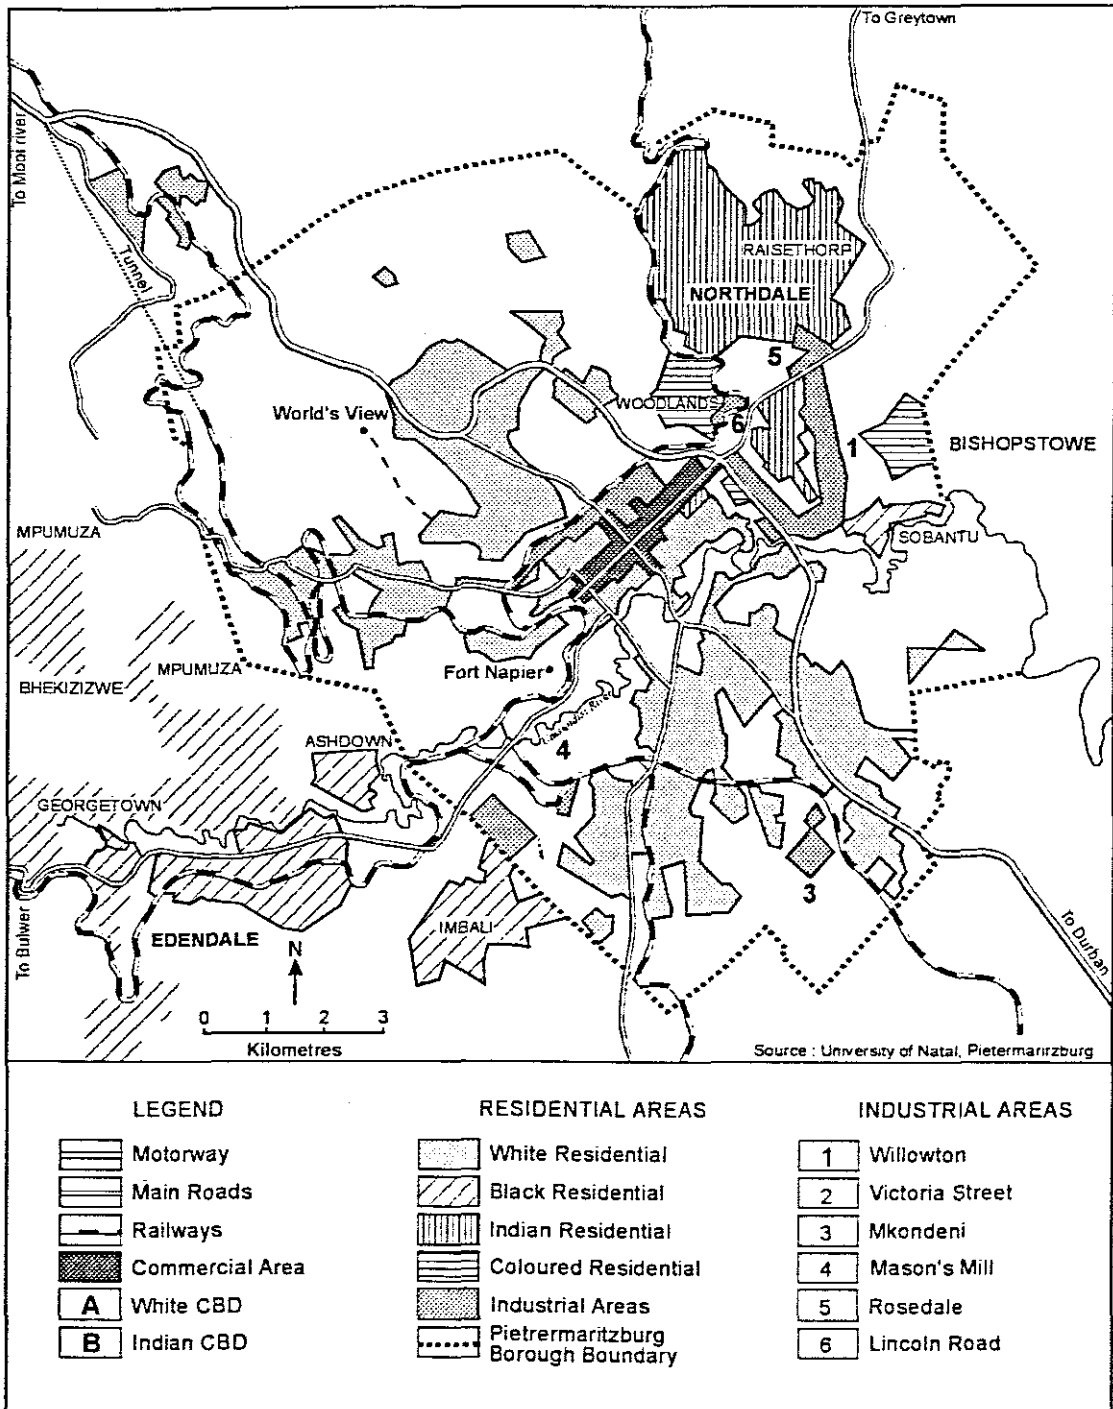 To Greytown
To Mooi river
Tunnel
RAISETHORP
NORTHDALE
5
World's View
WOODLANDS
6
1
BISHOPSTOWE
MPUMUZA
SOBANTU
MPUMUZA
BHEKIZIZWE
Fort Napier
River
ASHDOWN
4
GEORGETOWN
3
To Bulwer
EDENDALE
IMBALI
To Durban
N
0 1 2 3
Kilometres
Source : University of Natal, Pietermarirzburg
LEGEND
Motorway
Main Roads
Railways
Commercial Area
A White CBD
B Indian CBD
RESIDENTIAL AREAS
White Residential
Black Residential
Indian Residential
Coloured Residential
Industrial Areas
Pietrermaritzburg
Borough Boundary
INDUSTRIAL AREAS
1 Willowton
2 Victoria Street
3 Mkondeni
4 Mason's Mill
5 Rosedale
6 Lincoln Road